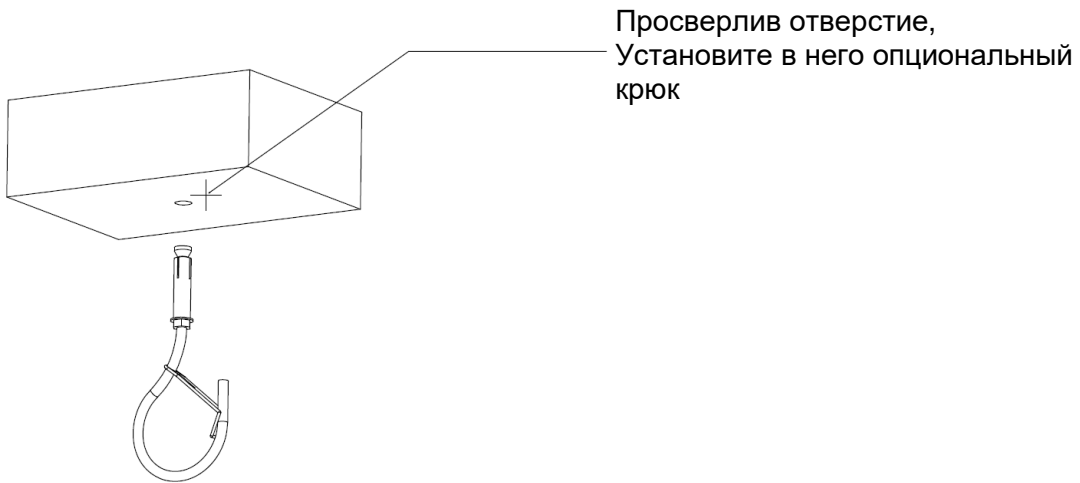 Просверлив отверстие,
Установите в него опциональный
крюк